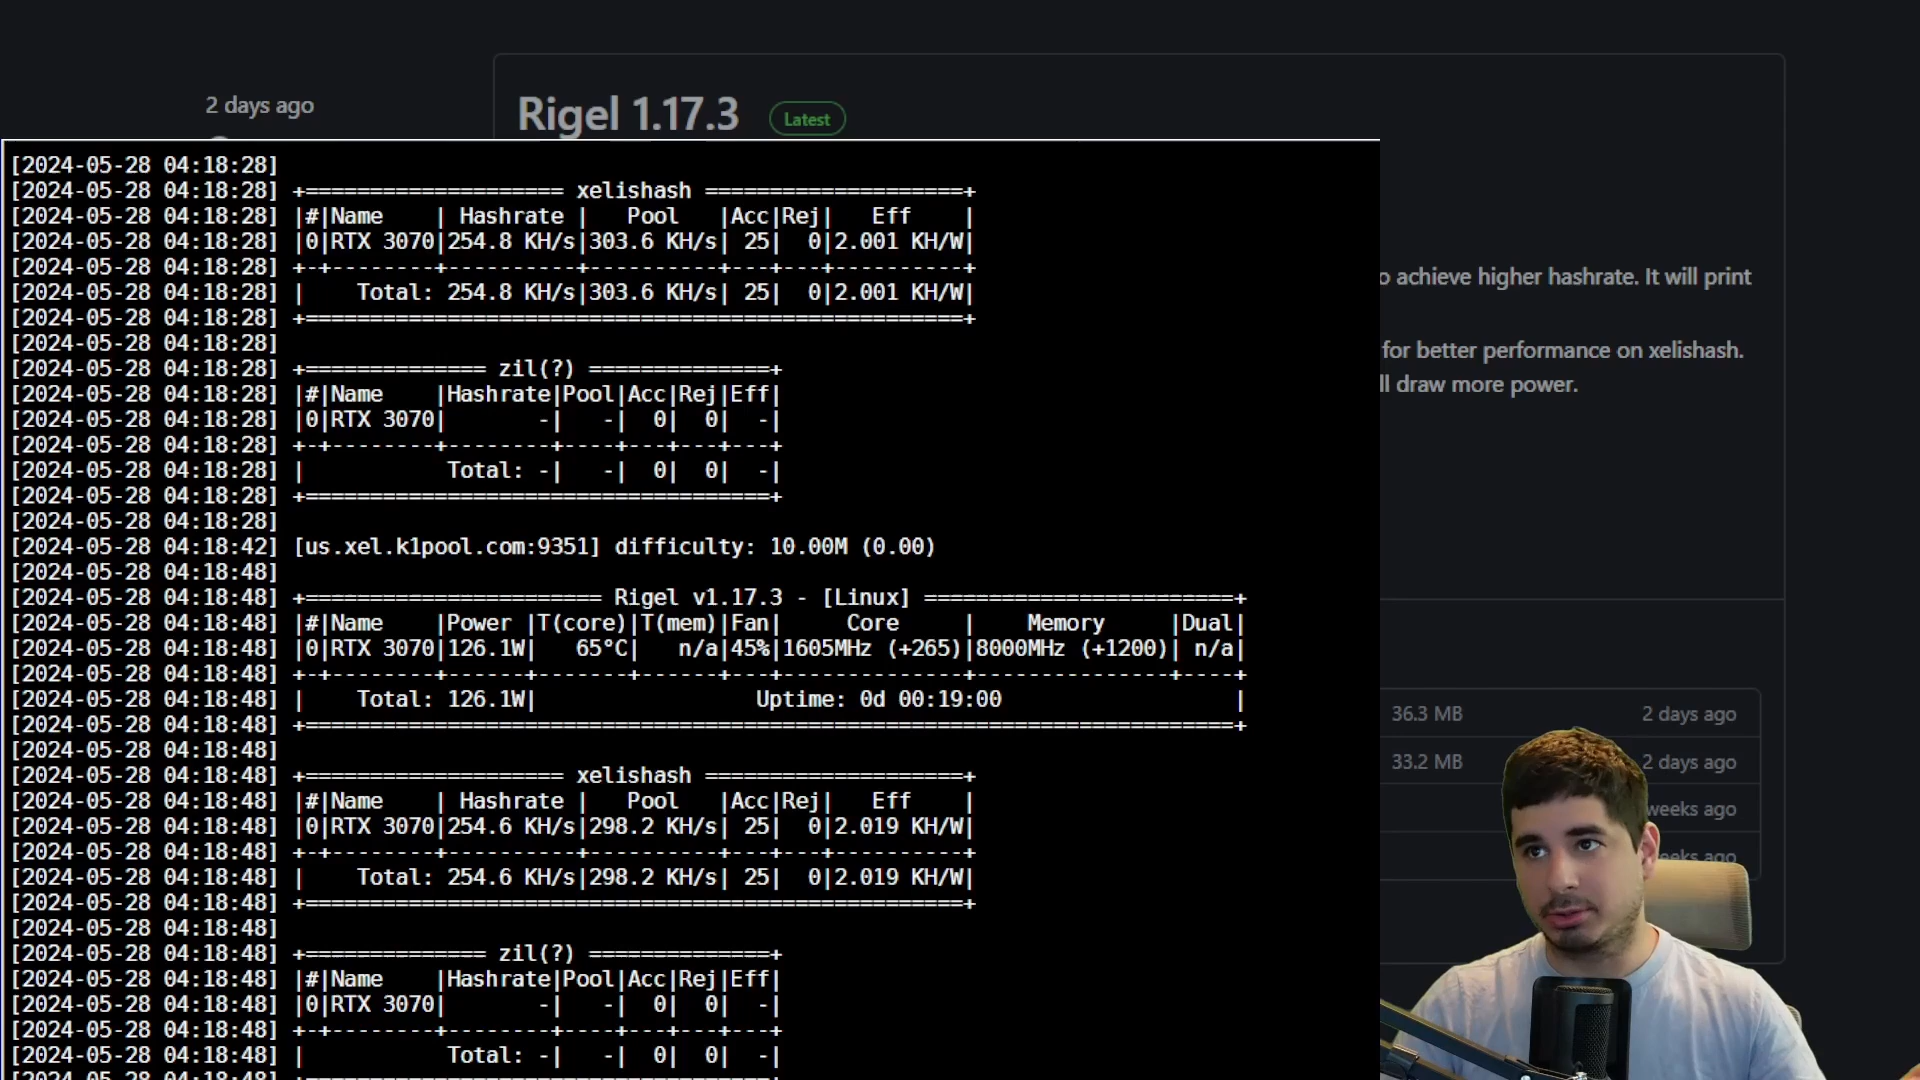 2 days ago
Rigel 1.17.3 Latest
[2024-05-28 04:18:28]
[2024-05-28 04:18:28] +==================== xelishash ====================+
[2024-05-28 04:18:28] |#|Name    | Hashrate |   Pool   |Acc|Rej|   Eff    |
[2024-05-28 04:18:28] |0|RTX 3070|254.8 KH/s|303.6 KH/s| 25|  0|2.001 KH/W|
[2024-05-28 04:18:28] +-+--------+----------+----------+---+---+----------+
[2024-05-28 04:18:28] |    Total: 254.8 KH/s|303.6 KH/s| 25|  0|2.001 KH/W|
[2024-05-28 04:18:28] +===================================================+
[2024-05-28 04:18:28]
[2024-05-28 04:18:28] +============== zil(?) ==============+
[2024-05-28 04:18:28] |#|Name    |Hashrate|Pool|Acc|Rej|Eff|
[2024-05-28 04:18:28] |0|RTX 3070|       -|   -|  0|  0|  -|
[2024-05-28 04:18:28] +-+--------+--------+----+---+---+---+
[2024-05-28 04:18:28] |           Total: -|   -|  0|  0|  -|
[2024-05-28 04:18:28] +====================================+
[2024-05-28 04:18:28]
[2024-05-28 04:18:42] [us.xel.k1pool.com:9351] difficulty: 10.00M (0.00)
[2024-05-28 04:18:48]
[2024-05-28 04:18:48] +======================= Rigel v1.17.3 - [Linux] ========================+
[2024-05-28 04:18:48] |#|Name    |Power |T(core)|T(mem)|Fan|     Core     |    Memory     |Dual|
[2024-05-28 04:18:48] |0|RTX 3070|126.1W|   65°C|   n/a|45%|1605MHz (+265)|8000MHz (+1200)| n/a|
[2024-05-28 04:18:48] +-+--------+------+-------+------+---+--------------+---------------+----+
[2024-05-28 04:18:48] |    Total: 126.1W|                 Uptime: 0d 00:19:00                  |
[2024-05-28 04:18:48] +========================================================================+
[2024-05-28 04:18:48]
[2024-05-28 04:18:48] +==================== xelishash ====================+
[2024-05-28 04:18:48] |#|Name    | Hashrate |   Pool   |Acc|Rej|   Eff    |
[2024-05-28 04:18:48] |0|RTX 3070|254.6 KH/s|298.2 KH/s| 25|  0|2.019 KH/W|
[2024-05-28 04:18:48] +-+--------+----------+----------+---+---+----------+
[2024-05-28 04:18:48] |    Total: 254.6 KH/s|298.2 KH/s| 25|  0|2.019 KH/W|
[2024-05-28 04:18:48] +===================================================+
[2024-05-28 04:18:48]
[2024-05-28 04:18:48] +============== zil(?) ==============+
[2024-05-28 04:18:48] |#|Name    |Hashrate|Pool|Acc|Rej|Eff|
[2024-05-28 04:18:48] |0|RTX 3070|       -|   -|  0|  0|  -|
[2024-05-28 04:18:48] +-+--------+--------+----+---+---+---+
[2024-05-28 04:18:48] |           Total: -|   -|  0|  0|  -|
[2024-05-28 04:18:48]
o achieve higher hashrate. It will print
for better performance on xelishash.
ll draw more power.
36.3 MB 2 days ago
33.2 MB 2 days ago
weeks ago
eeks ago